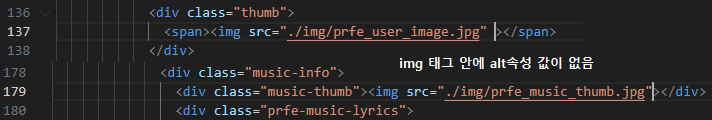 136 <div class="thumb">
137 <span><img src="./img/prfe_user_image.jpg" ></span>
138 </div>
img 태그 안에 alt속성 값이 없음
178 <div class="music-info">
179 <div class="music-thumb"><img src="./img/prfe_music_thumb.jpg"></div>
180 <div class="prfe-music-lyrics">